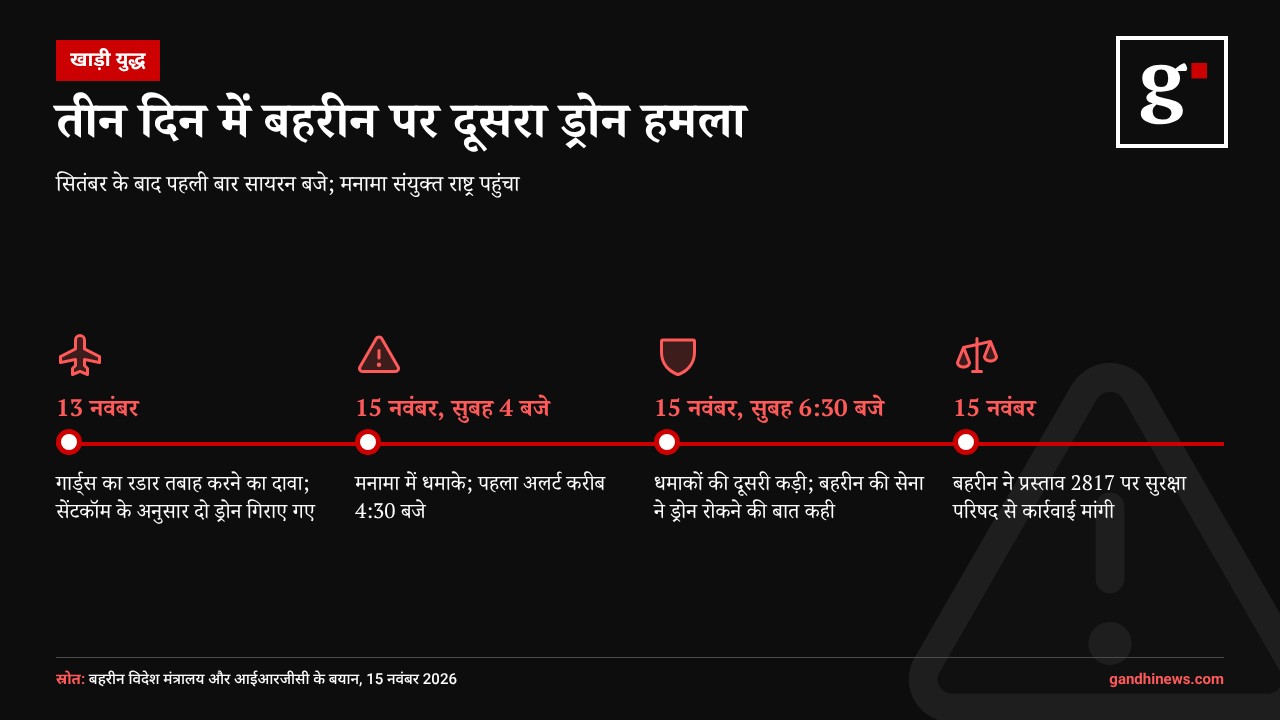 खाड़ी युद्ध
g
तीन दिन में बहरीन पर दूसरा ड्रोन हमला
सितंबर के बाद पहली बार सायरन बजे; मनामा संयुक्त राष्ट्र पहुंचा
13 नवंबर
गार्ड्स का रडार तबाह करने का दावा;
सेंटकॉम के अनुसार दो ड्रोन गिराए गए
15 नवंबर, सुबह 4 बजे
मनामा में धमाके; पहला अलर्ट करीब
4:30 बजे
15 नवंबर, सुबह 6:30 बजे
धमाकों की दूसरी कड़ी; बहरीन की सेना
ने ड्रोन रोकने की बात कही
15 नवंबर
बहरीन ने प्रस्ताव 2817 पर सुरक्षा
परिषद से कार्रवाई मांगी
स्रोत: बहरीन विदेश मंत्रालय और आईआरजीसी के बयान, 15 नवंबर 2026
gandhinews.com